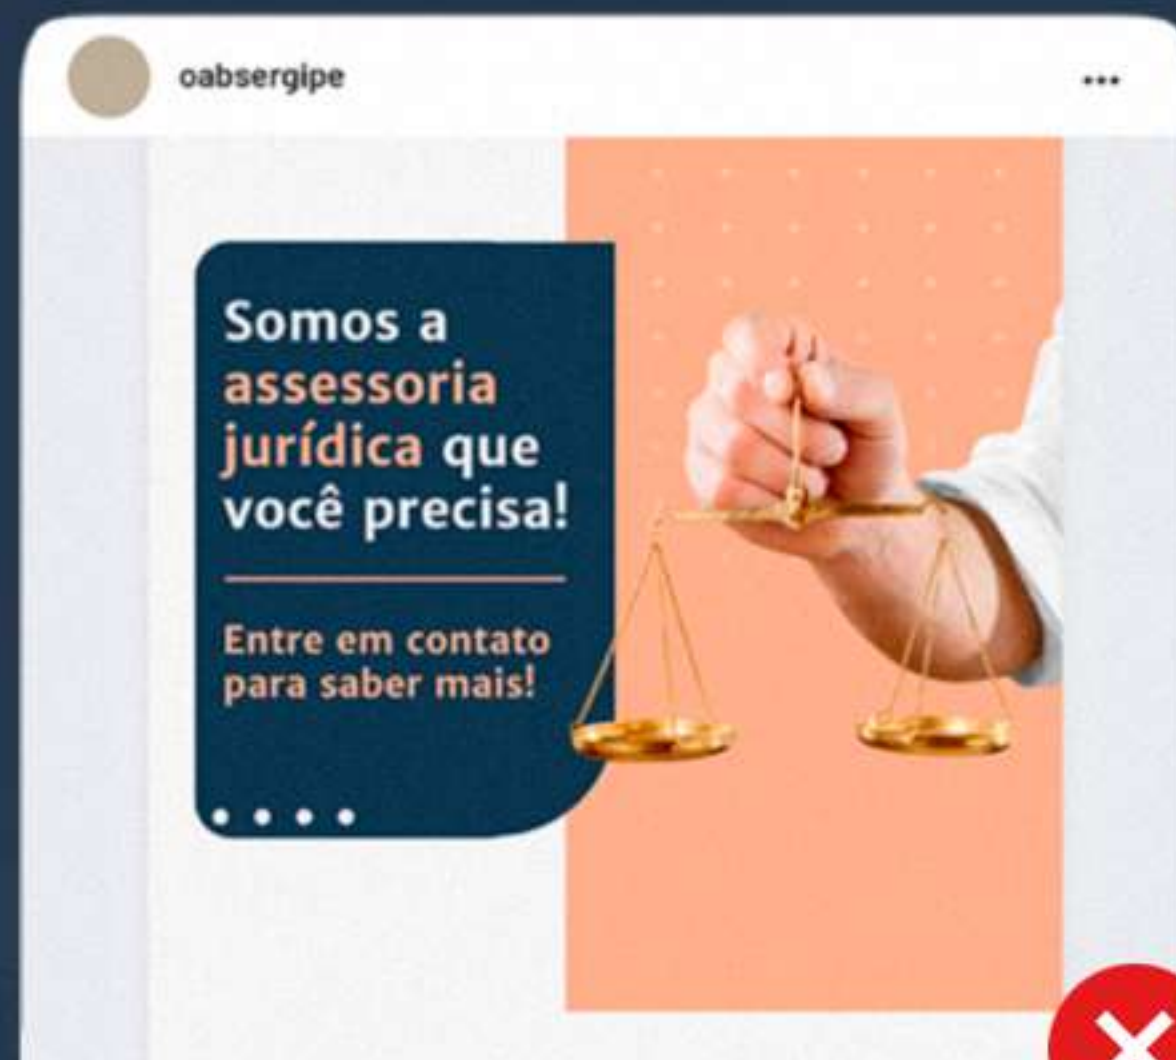 oabsergipe
Somos a
assessoria
jurídica que
você precisa!
Entre em contato
para saber mais!